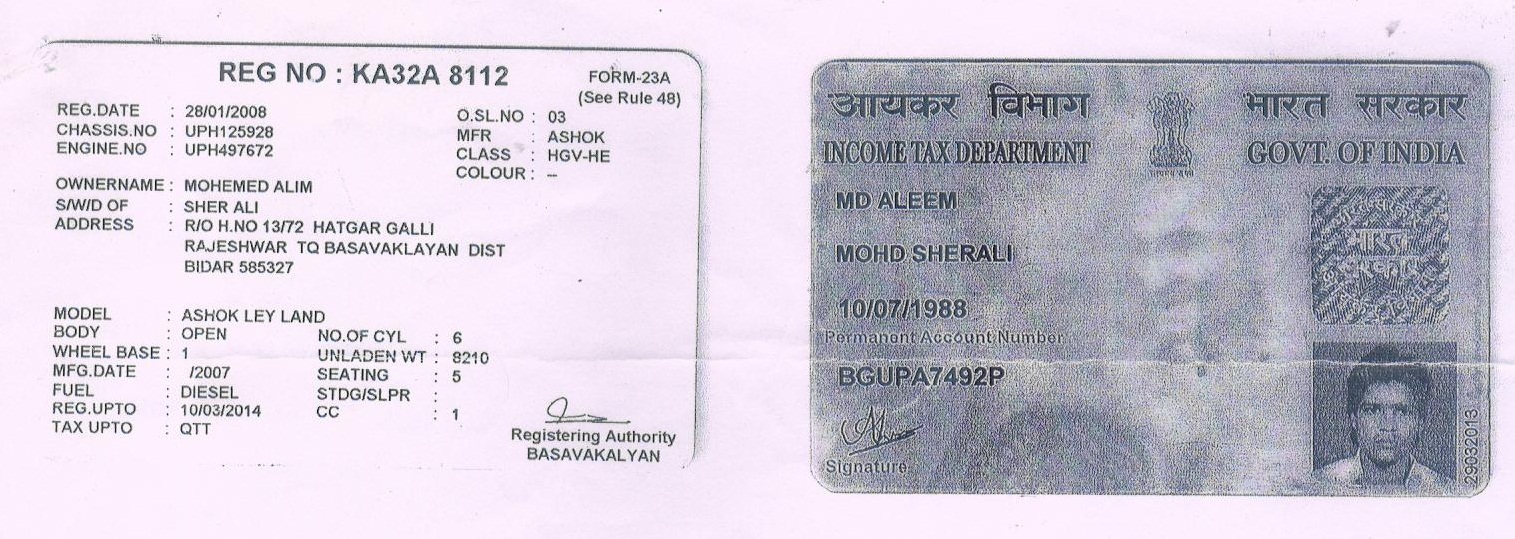 REG NO : KA32A 8112
FORM-23A
(See Rule 48)
REG.DATE : 28/01/2008
CHASSIS.NO : UPH125928
ENGINE.NO : UPH497672
O.SL.NO : 03
MFR : ASHOK
CLASS : HGV-HE
COLOUR : --
OWNERNAME : MOHEMED ALIM
S/W/D OF : SHER ALI
ADDRESS : R/O H.NO 13/72 HATGAR GALLI
RAJESHWAR TQ BASAVAKLAYAN DIST
BIDAR 585327
MODEL : ASHOK LEY LAND
BODY : OPEN NO.OF CYL : 6
WHEEL BASE : 1 UNLADEN WT : 8210
MFG.DATE : /2007 SEATING : 5
FUEL : DIESEL STDG/SLPR :
REG.UPTO : 10/03/2014 CC : 1
TAX UPTO : QTT
Registering Authority
BASAVAKALYAN
आयकर विभाग भारत सरकार
INCOME TAX DEPARTMENT GOVT. OF INDIA
MD ALEEM
MOHD SHERALI
10/07/1988
Permanent Account Number
BGUPA7492P
Signature
भारत
29032013